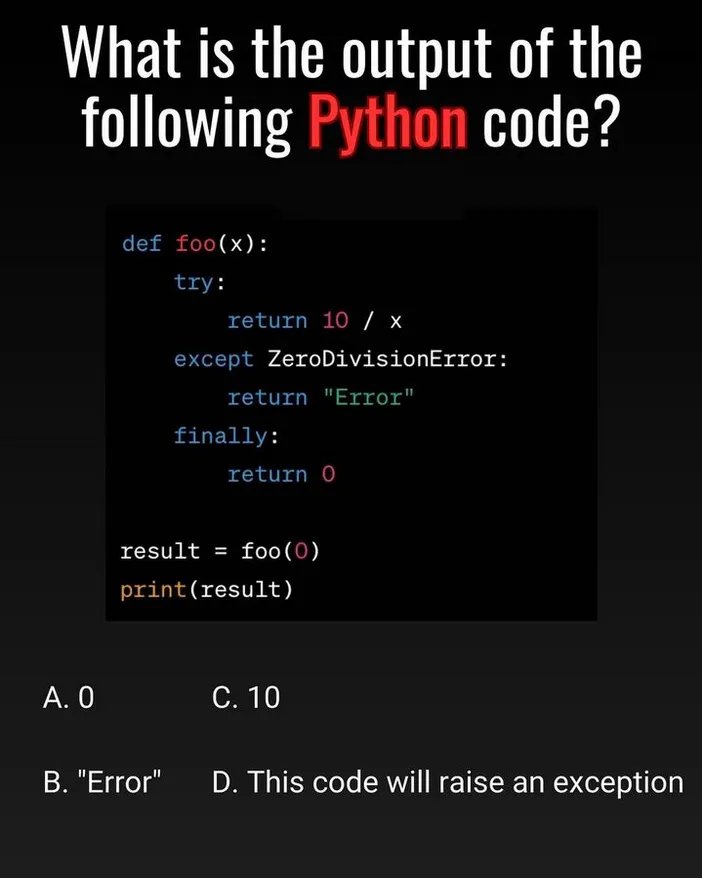 What is the output of the
following Python code?
def foo(x):
    try:
        return 10 / x
    except ZeroDivisionError:
        return "Error"
    finally:
        return 0
result = foo(0)
print(result)
A. 0
C. 10
B. "Error"
D. This code will raise an exception